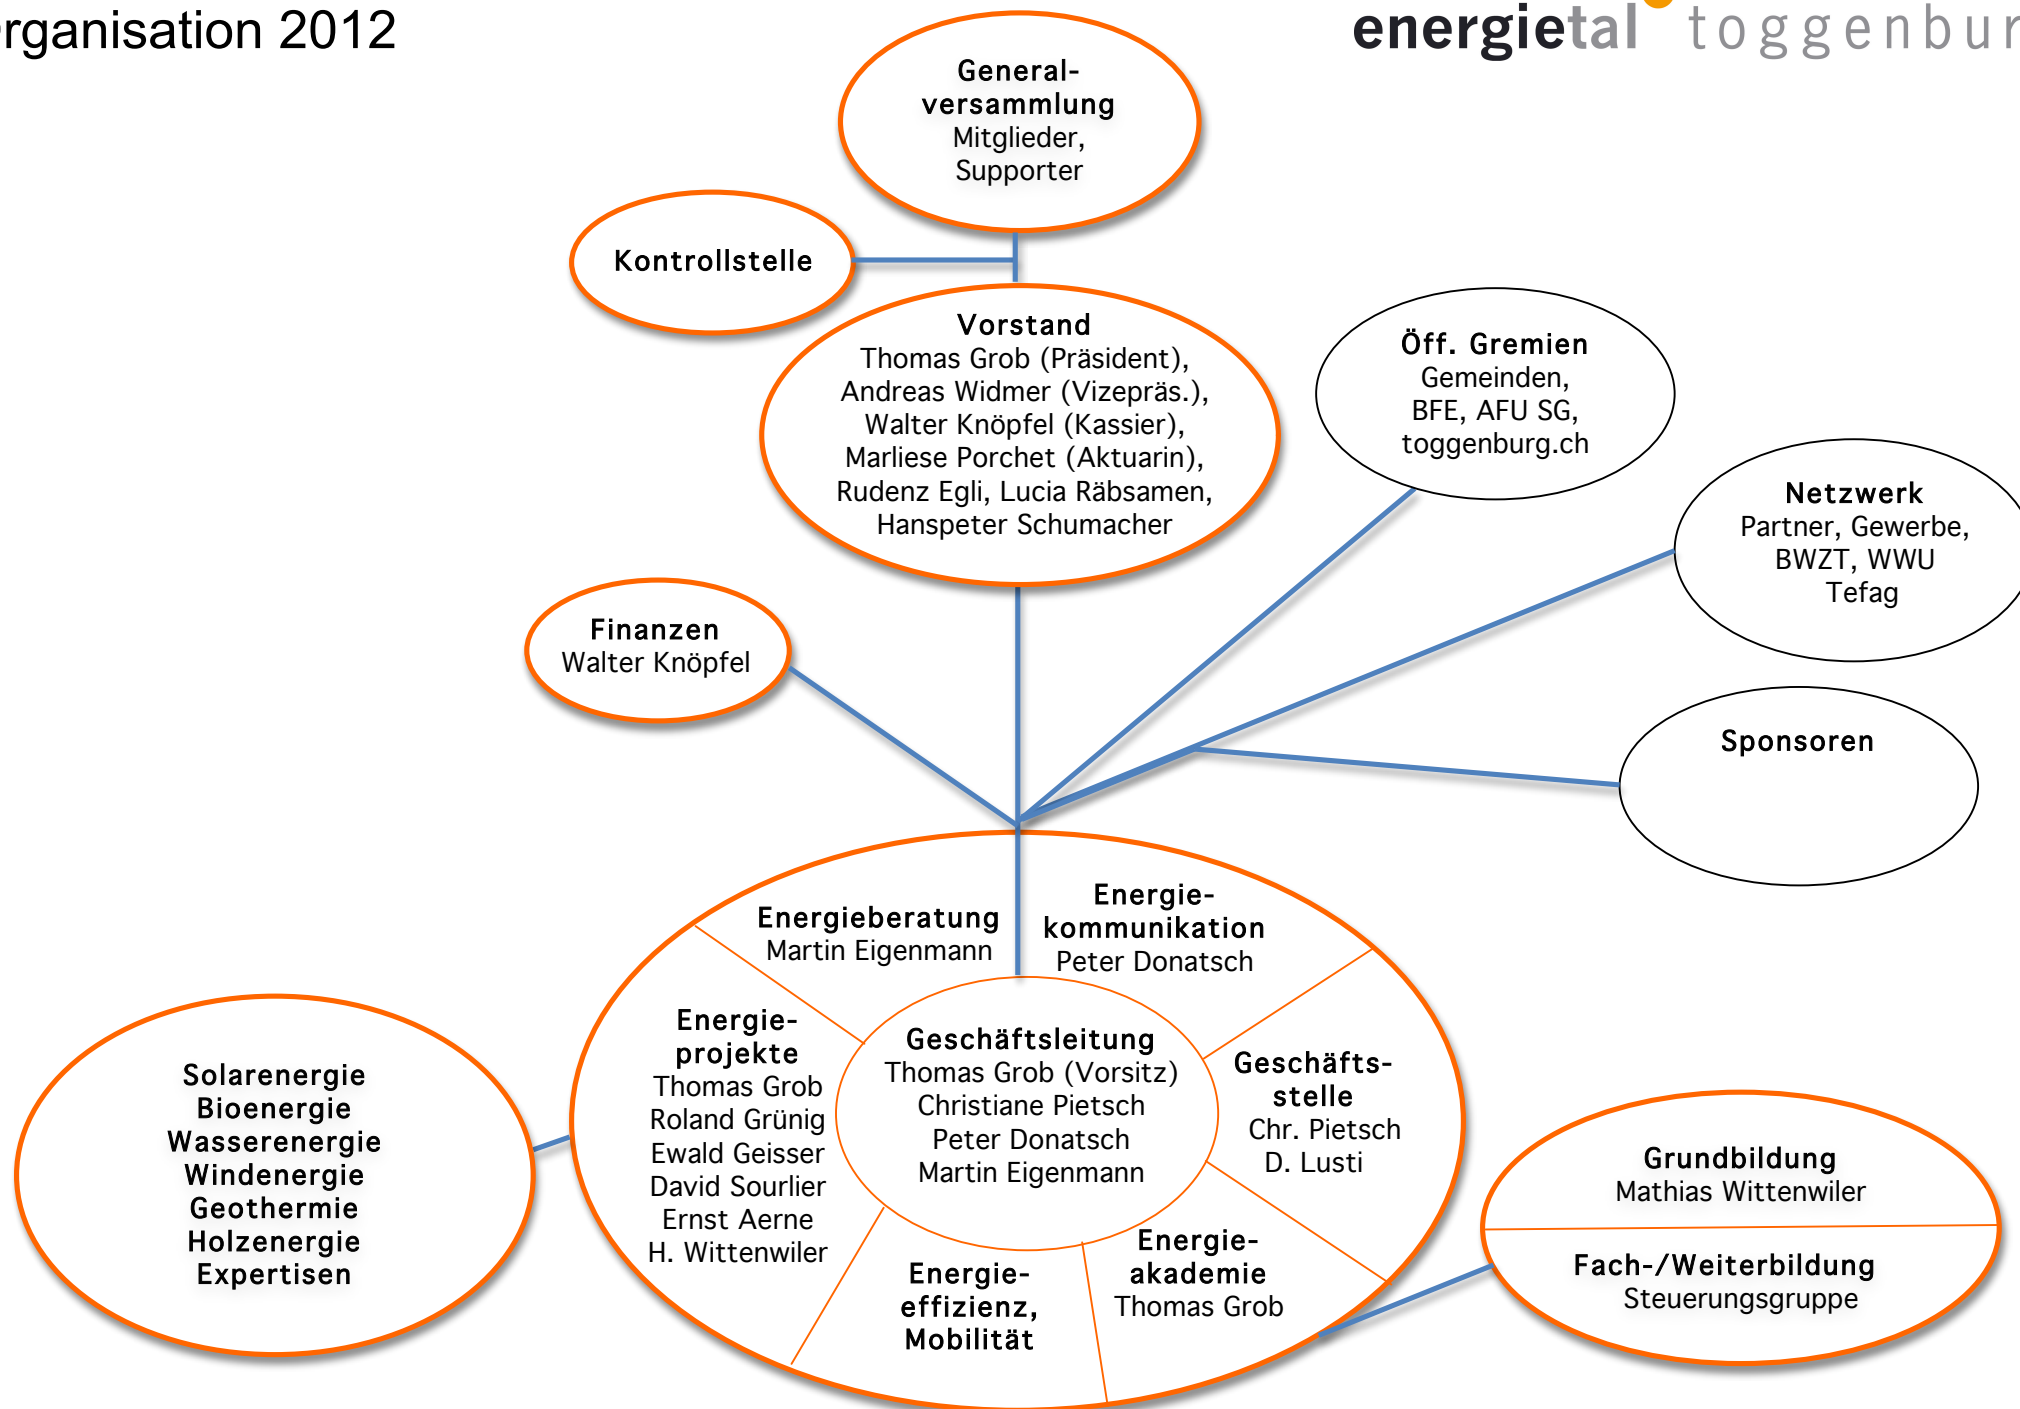 rganisation 2012
energietal toggenbur
General-
versammlung
Mitglieder,
Supporter
Kontrollstelle
Vorstand
Thomas Grob (Präsident),
Andreas Widmer (Vizepräs.),
Walter Knöpfel (Kassier),
Marliese Porchet (Aktuarin),
Rudenz Egli, Lucia Räbsamen,
Hanspeter Schumacher
Öff. Gremien
Gemeinden,
BFE, AFU SG,
toggenburg.ch
Netzwerk
Partner, Gewerbe,
BWZT, WWU
Tefag
Finanzen
Walter Knöpfel
Sponsoren
Energieberatung
Martin Eigenmann
Energie-
kommunikation
Peter Donatsch
Energie-
projekte
Thomas Grob
Roland Grünig
Ewald Geisser
David Sourlier
Ernst Aerne
H. Wittenwiler
Geschäftsleitung
Thomas Grob (Vorsitz)
Christiane Pietsch
Peter Donatsch
Martin Eigenmann
Geschäfts-
stelle
Chr. Pietsch
D. Lusti
Solarenergie
Bioenergie
Wasserenergie
Windenergie
Geothermie
Holzenergie
Expertisen
Energie-
effizienz,
Mobilität
Energie-
akademie
Thomas Grob
Grundbildung
Mathias Wittenwiler
Fach-/Weiterbildung
Steuerungsgruppe